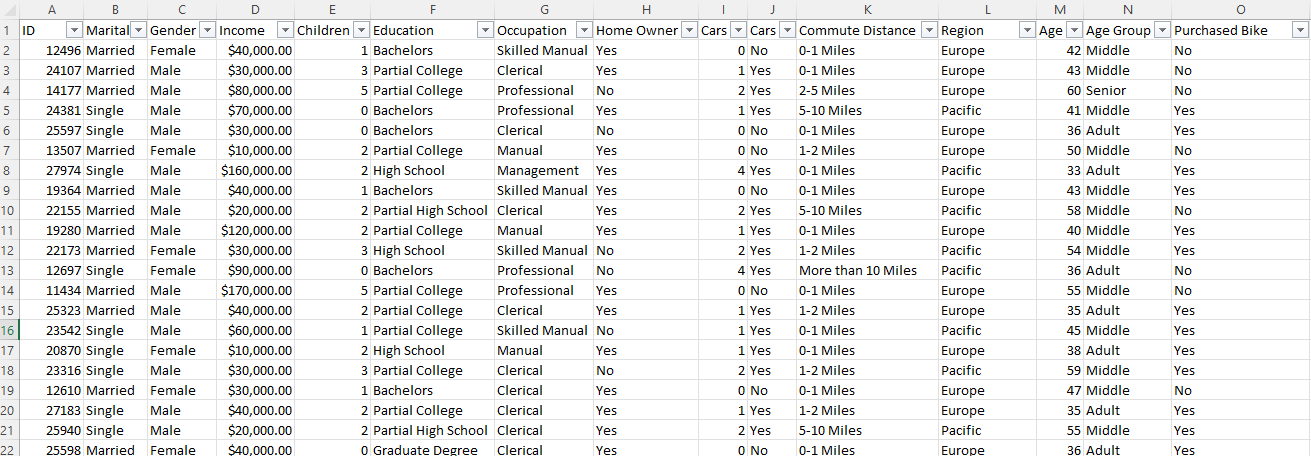 A B C D E F G H I J K L M N O
1 ID Marital Gender Income Children Education Occupation Home Owner Cars Cars Commute Distance Region Age Age Group Purchased Bike
2 12496 Married Female $40,000.00 1 Bachelors Skilled Manual Yes 0 No 0-1 Miles Europe 42 Middle No
3 24107 Married Male $30,000.00 3 Partial College Clerical Yes 1 Yes 0-1 Miles Europe 43 Middle No
4 14177 Married Male $80,000.00 5 Partial College Professional No 2 Yes 2-5 Miles Europe 60 Senior No
5 24381 Single Male $70,000.00 0 Bachelors Professional Yes 1 Yes 5-10 Miles Pacific 41 Middle Yes
6 25597 Single Male $30,000.00 0 Bachelors Clerical No 0 No 0-1 Miles Europe 36 Adult Yes
7 13507 Married Female $10,000.00 2 Partial College Manual Yes 0 No 1-2 Miles Europe 50 Middle No
8 27974 Single Male $160,000.00 2 High School Management Yes 4 Yes 0-1 Miles Pacific 33 Adult Yes
9 19364 Married Male $40,000.00 1 Bachelors Skilled Manual Yes 0 No 0-1 Miles Europe 43 Middle Yes
10 22155 Married Male $20,000.00 2 Partial High School Clerical Yes 2 Yes 5-10 Miles Pacific 58 Middle No
11 19280 Married Male $120,000.00 2 Partial College Manual Yes 1 Yes 0-1 Miles Europe 40 Middle Yes
12 22173 Married Female $30,000.00 3 High School Skilled Manual No 2 Yes 1-2 Miles Pacific 54 Middle Yes
13 12697 Single Female $90,000.00 0 Bachelors Professional No 4 Yes More than 10 Miles Pacific 36 Adult No
14 11434 Married Male $170,000.00 5 Partial College Professional Yes 0 No 0-1 Miles Europe 55 Middle No
15 25323 Married Male $40,000.00 2 Partial College Clerical Yes 1 Yes 1-2 Miles Europe 35 Adult Yes
16 23542 Single Male $60,000.00 1 Partial College Skilled Manual No 1 Yes 0-1 Miles Pacific 45 Middle Yes
17 20870 Single Female $10,000.00 2 High School Manual Yes 1 Yes 0-1 Miles Europe 38 Adult Yes
18 23316 Single Male $30,000.00 3 Partial College Clerical No 2 Yes 1-2 Miles Pacific 59 Middle Yes
19 12610 Married Female $30,000.00 1 Bachelors Clerical Yes 0 No 0-1 Miles Europe 47 Middle No
20 27183 Single Male $40,000.00 2 Partial College Clerical Yes 1 Yes 1-2 Miles Europe 35 Adult Yes
21 25940 Single Male $20,000.00 2 Partial High School Clerical Yes 2 Yes 5-10 Miles Pacific 55 Middle Yes
22 25598 Married Female $40,000.00 0 Graduate Degree Clerical Yes 0 No 0-1 Miles Europe 36 Adult Yes